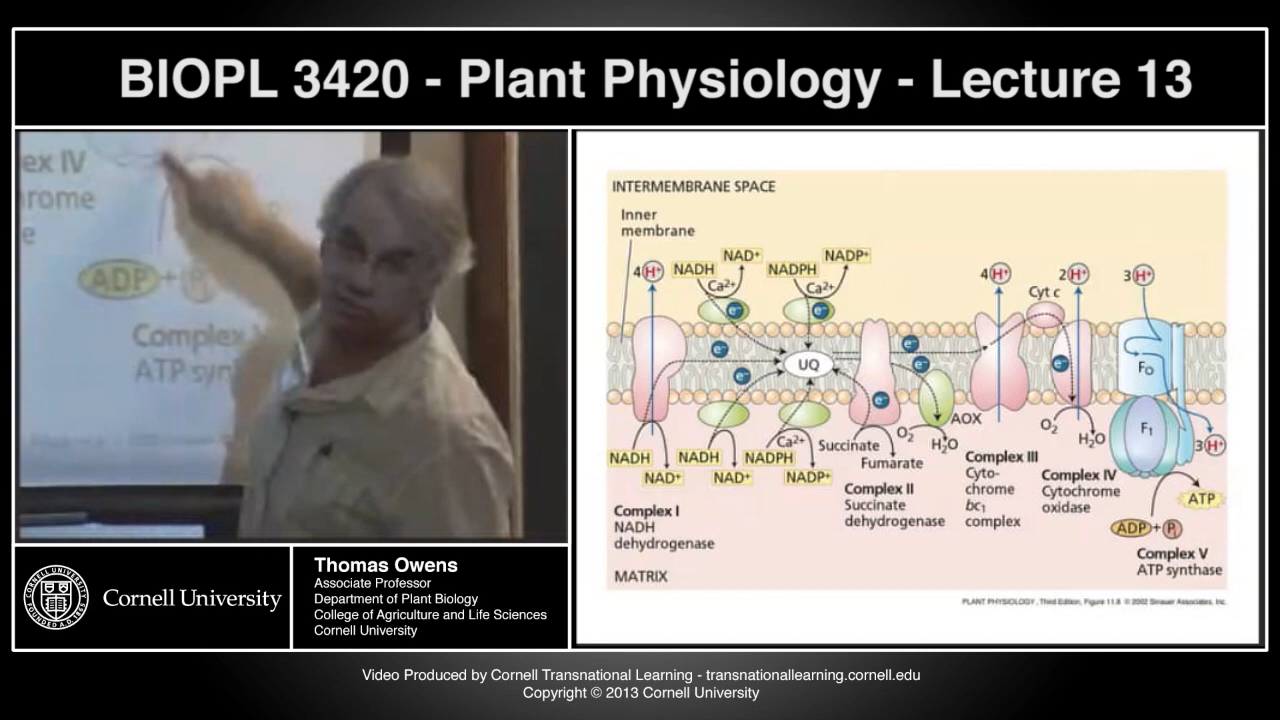 BIOPL 3420 - Plant Physiology - Lecture 13
ex IV
rome
e
ADP + Pi
Complex
ATP syn
CORNELL UNIVERSITY
FOUNDED A.D.
Cornell University
Thomas Owens
Associate Professor
Department of Plant Biology
College of Agriculture and Life Sciences
Cornell University
INTERMEMBRANE SPACE
Inner
membrane
4 H+
NADH
NAD+
Ca2+
e–
NADPH
NADP+
Ca2+
e–
4 H+
Cyt c
2 H+
3 H+
e–
e–
UQ
e–
e–
e–
e–
FO
F1
AOX
O2
H2O
O2
H2O
3 H+
NADH
NAD+
NADH
NAD+
NADPH
Ca2+
NADP+
Succinate
Fumarate
ATP
ADP + Pi
Complex I
NADH
dehydrogenase
Complex II
Succinate
dehydrogenase
Complex III
Cyto-
chrome
bc1
complex
Complex IV
Cytochrome
oxidase
Complex V
ATP synthase
MATRIX
PLANT PHYSIOLOGY, Third Edition, Figure 11.8 © 2002 Sinauer Associates, Inc.
Video Produced by Cornell Transnational Learning - transnationallearning.cornell.edu
Copyright © 2013 Cornell University